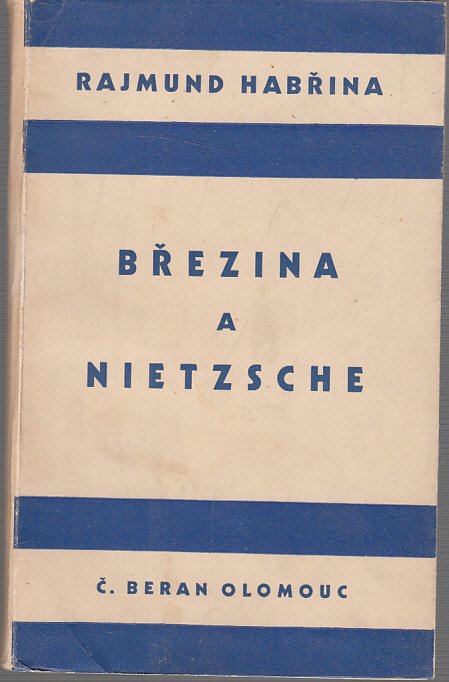 RAJMUND HABŘINA
BŘEZINA
A
NIETZSCHE
Č. BERAN OLOMOUC